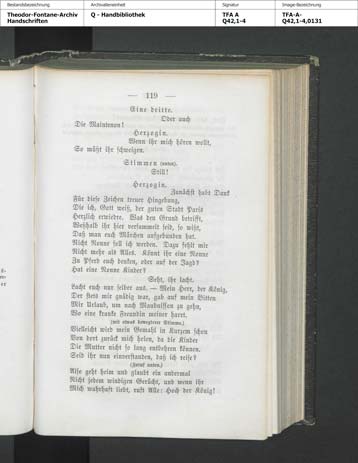 Bestandsbezeichnung
Archivalieneinheit
Signatur
Image-Bezeichnung
Theodor-Fontane-Archiv
Handschriften
Q - Handbibliothek
TFA A
Q42,1-4
TFA-A-
Q42,1-4,0131
— 119 —
Eine dritte.
Oder auch
Die Maintenon!
Herzogin.
Wenn ihr mich hören wollt,
So müßt ihr schweigen.
Stimmen (unten).
Still!
Herzogin.
Zunächst habt Dank
Für diese Zeichen treuer Hingebung,
Die ich, Gott weiß, der guten Stadt Paris
Herzlich erwiedre. Was den Grund betrifft,
Weßhalb ihr hier versammelt seid, so wißt,
Daß man euch Märchen aufgebunden hat.
Nicht Nonne soll ich werden. Dazu fehlt mir
Nicht mehr als Alles. Könnt ihr eine Nonne
Zu Pferd euch denken, oder auf der Jagd?
Hat eine Nonne Kinder?
Seht, ihr lacht.
Lacht euch nur selber aus. — Mein Herr, der König,
Der stets mir gnädig war, gab auf mein Bitten
Mir Urlaub, um nach Maubuisson zu gehn,
Wo eine kranke Freundin meiner harrt.
(mit etwas bewegterer Stimme.)
Vielleicht wird mein Gemahl in Kurzem schon
Von dort zurück mich holen, da die Kinder
Die Mutter nicht so lang entbehren können.
Seid ihr nun einverstanden, daß ich reise?
(Zuruf unten.)
Also geht heim und glaubt ein andermal
Nicht jedem windigen Gerücht, und wenn ihr
Mich wahrhaft liebt, ruft Alle: Hoch der König!